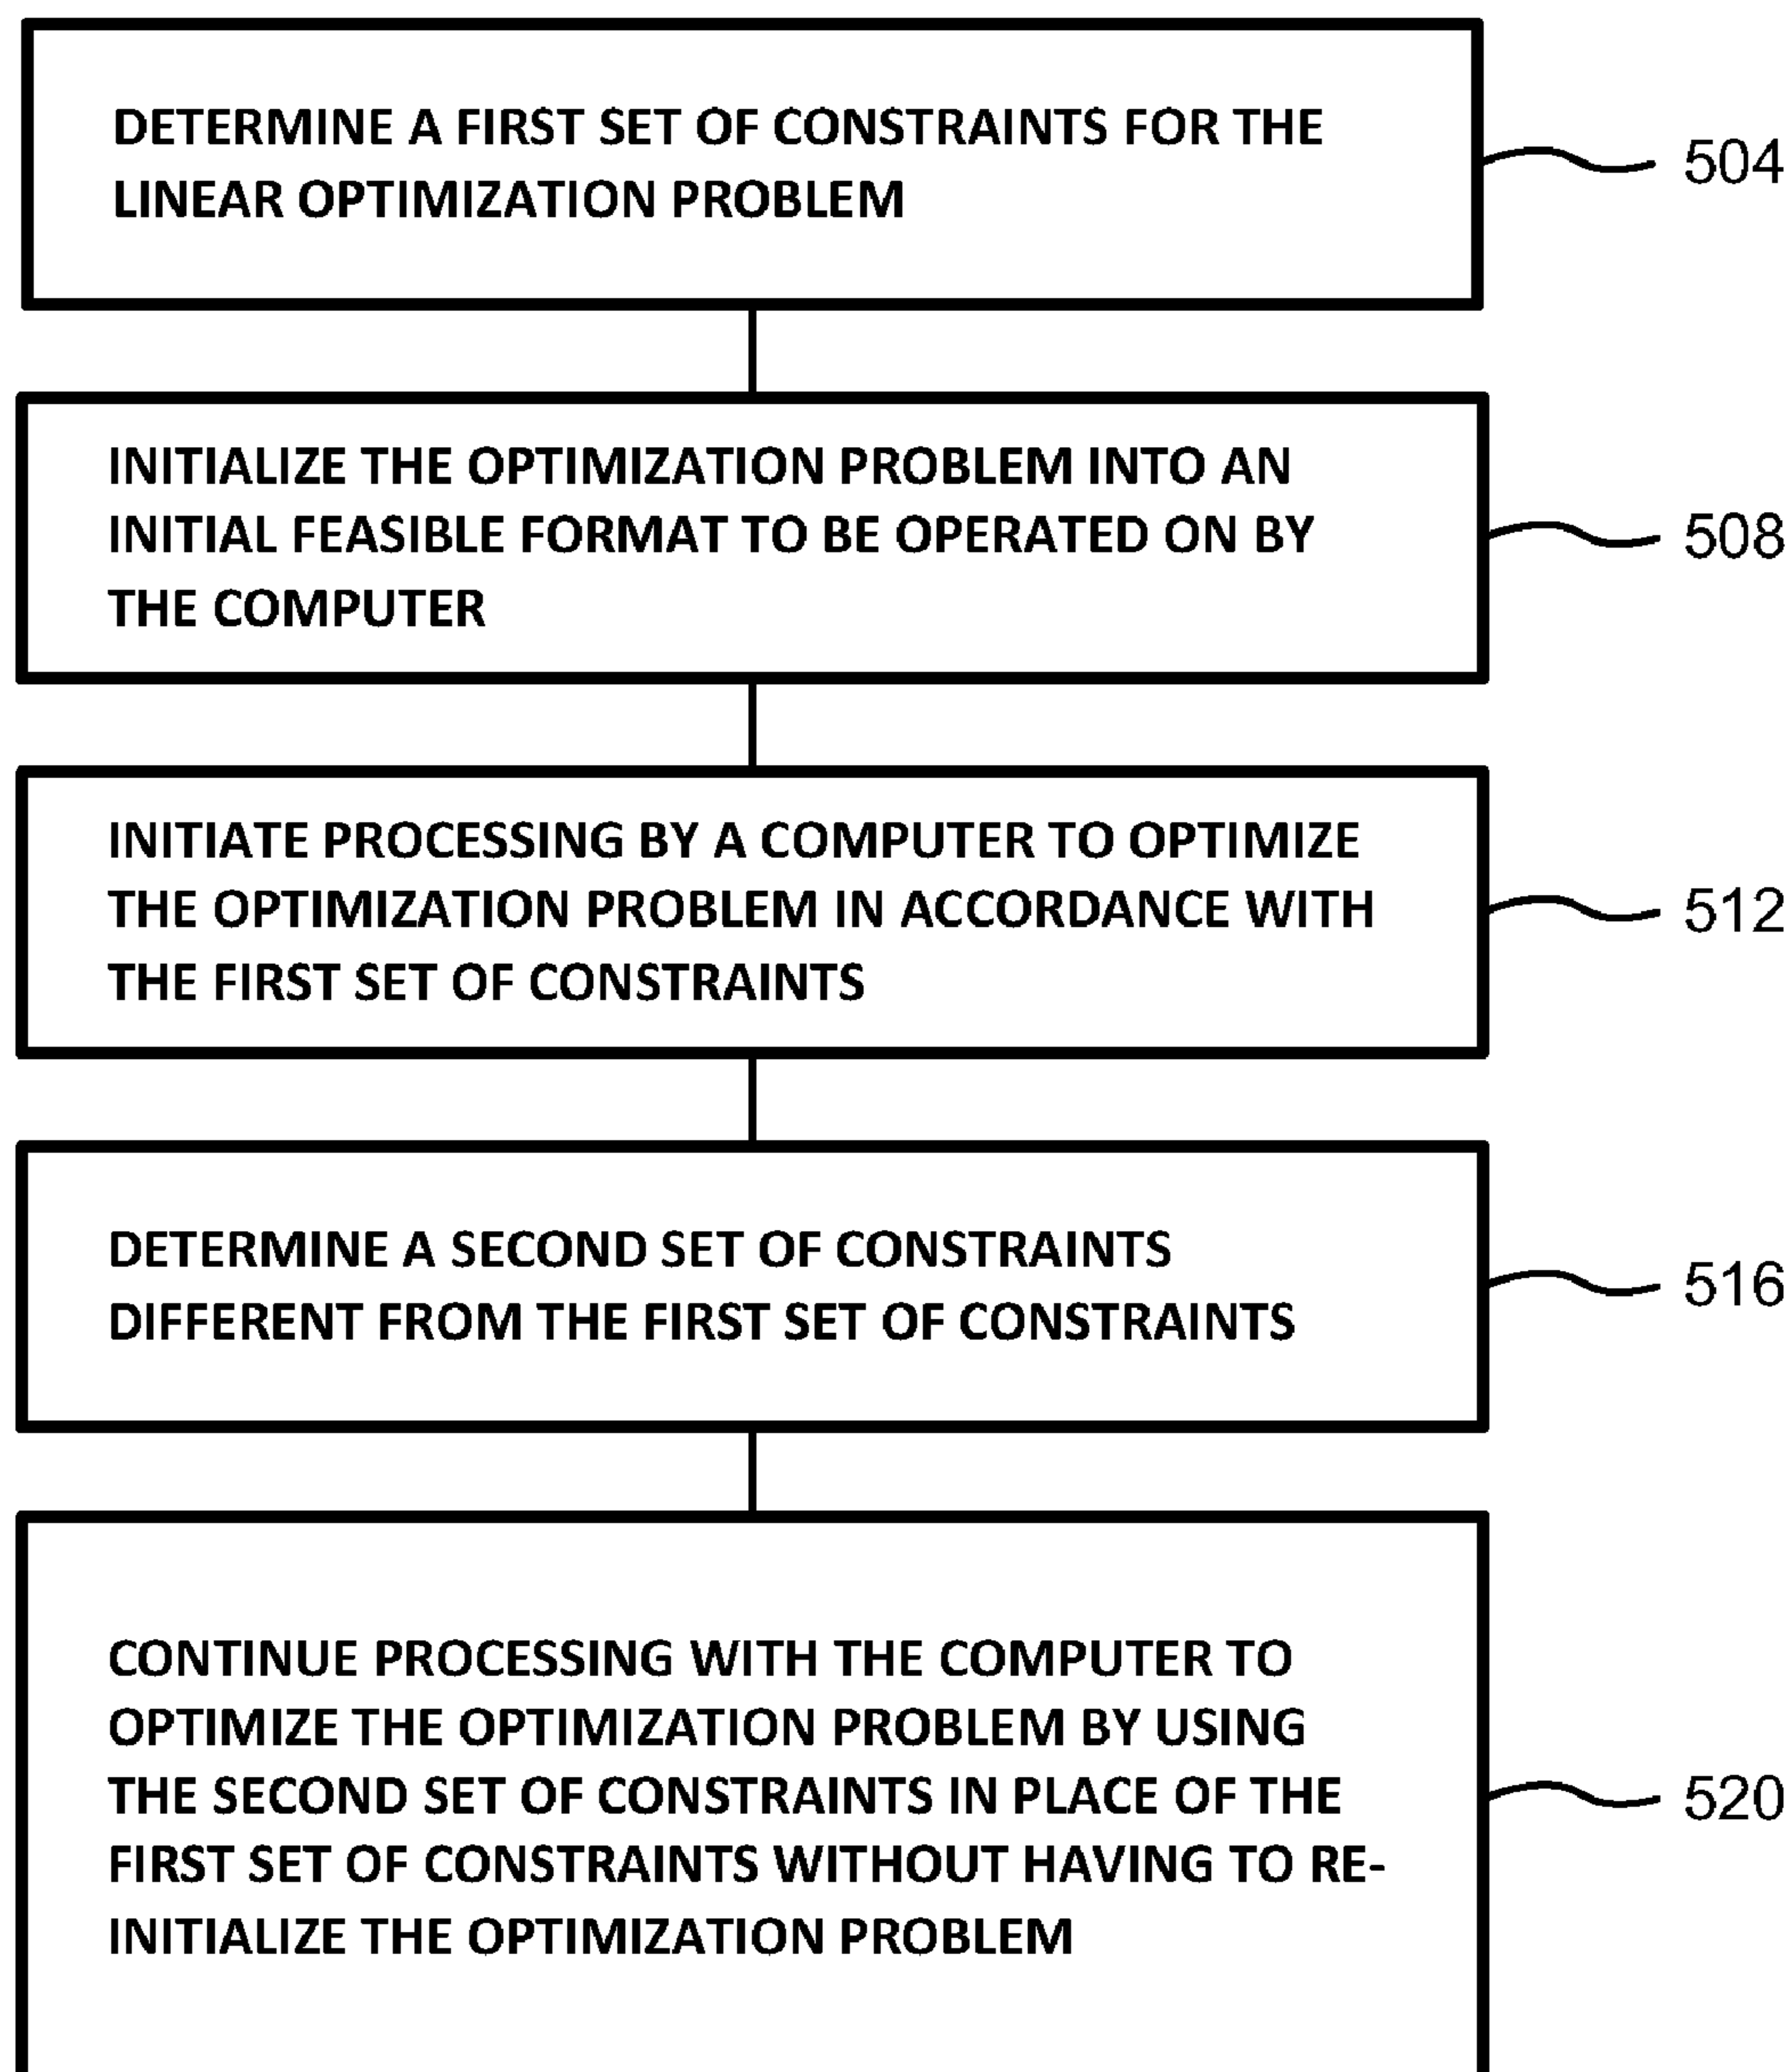 DETERMINE A FIRST SET OF CONSTRAINTS FOR THE
LINEAR OPTIMIZATION PROBLEM
504
INITIALIZE THE OPTIMIZATION PROBLEM INTO AN
INITIAL FEASIBLE FORMAT TO BE OPERATED ON BY
THE COMPUTER
508
INITIATE PROCESSING BY A COMPUTER TO OPTIMIZE
THE OPTIMIZATION PROBLEM IN ACCORDANCE WITH
THE FIRST SET OF CONSTRAINTS
512
DETERMINE A SECOND SET OF CONSTRAINTS
DIFFERENT FROM THE FIRST SET OF CONSTRAINTS
516
CONTINUE PROCESSING WITH THE COMPUTER TO
OPTIMIZE THE OPTIMIZATION PROBLEM BY USING
THE SECOND SET OF CONSTRAINTS IN PLACE OF THE
FIRST SET OF CONSTRAINTS WITHOUT HAVING TO RE-
INITIALIZE THE OPTIMIZATION PROBLEM
520